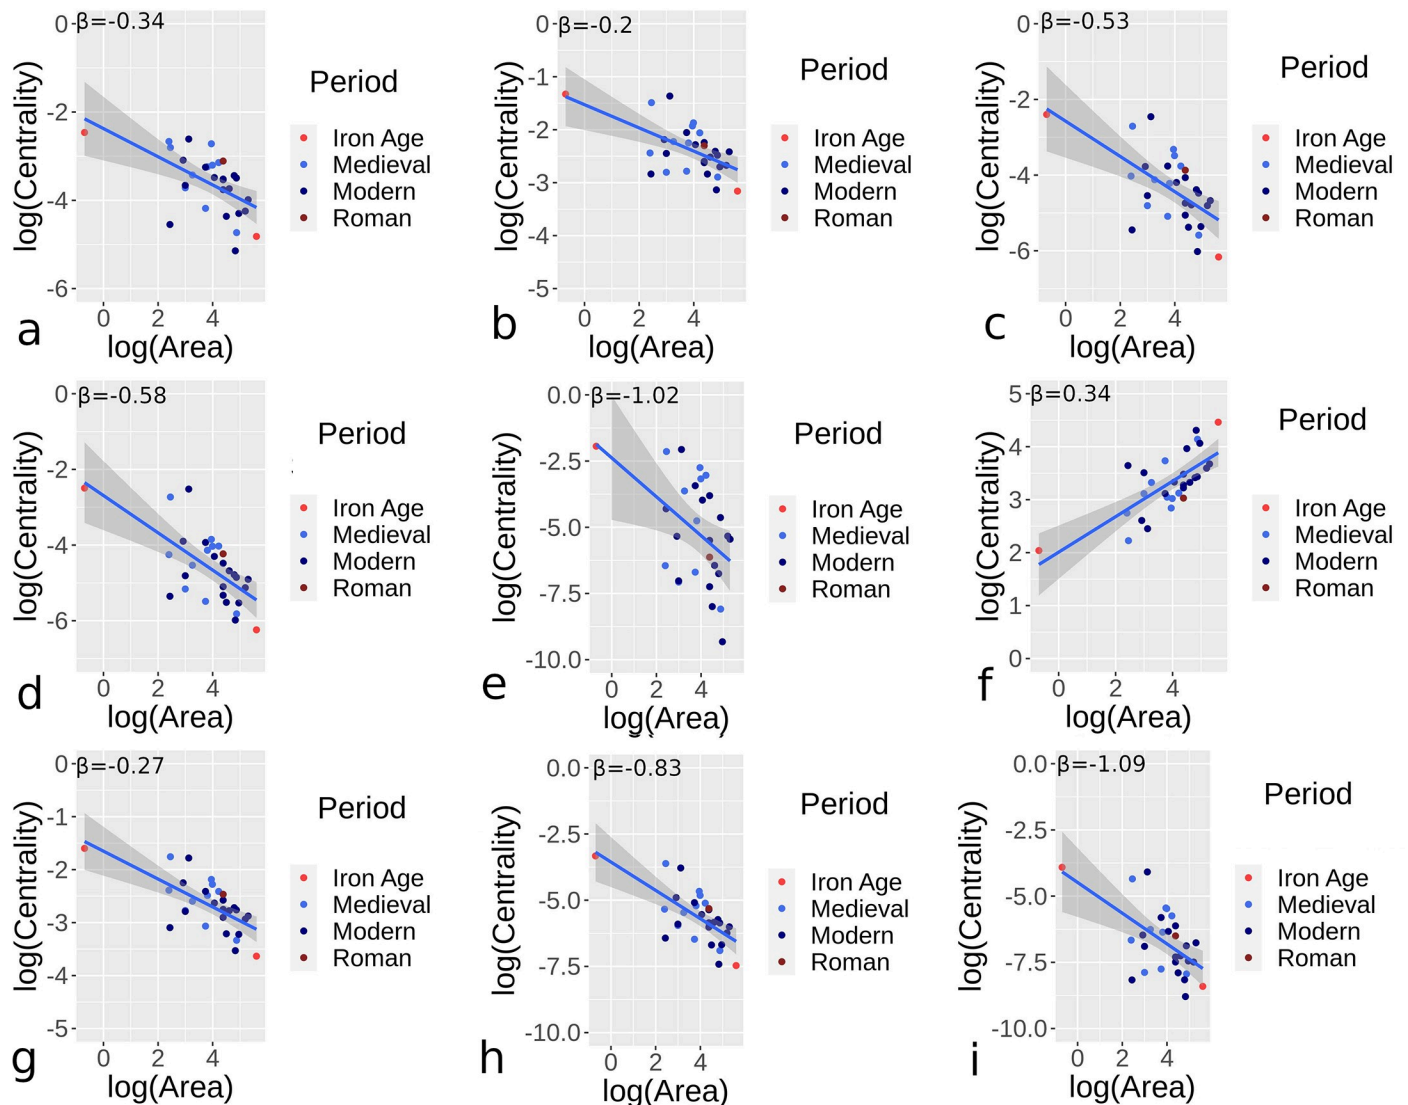 β=-0.34
0
-2
-4
-6
log(Centrality)
0 2 4
log(Area)
a
Period
Iron Age
Medieval
Modern
Roman
β=-0.2
0
-1
-2
-3
-4
-5
log(Centrality)
0 2 4
log(Area)
b
Period
Iron Age
Medieval
Modern
Roman
β=-0.53
0
-2
-4
-6
log(Centrality)
0 2 4
log(Area)
c
Period
Iron Age
Medieval
Modern
Roman
β=-0.58
0
-2
-4
-6
log(Centrality)
0 2 4
log(Area)
d
Period
Iron Age
Medieval
Modern
Roman
β=-1.02
0.0
-2.5
-5.0
-7.5
-10.0
log(Centrality)
0 2 4
log(Area)
e
Period
Iron Age
Medieval
Modern
Roman
β=0.34
5
4
3
2
1
0
log(Centrality)
0 2 4
log(Area)
f
Period
Iron Age
Medieval
Modern
Roman
β=-0.27
0
-1
-2
-3
-4
-5
log(Centrality)
0 2 4
log(Area)
g
Period
Iron Age
Medieval
Modern
Roman
β=-0.83
0.0
-2.5
-5.0
-7.5
-10.0
log(Centrality)
0 2 4
log(Area)
h
Period
Iron Age
Medieval
Modern
Roman
β=-1.09
0.0
-2.5
-5.0
-7.5
-10.0
log(Centrality)
0 2 4
log(Area)
i
Period
Iron Age
Medieval
Modern
Roman